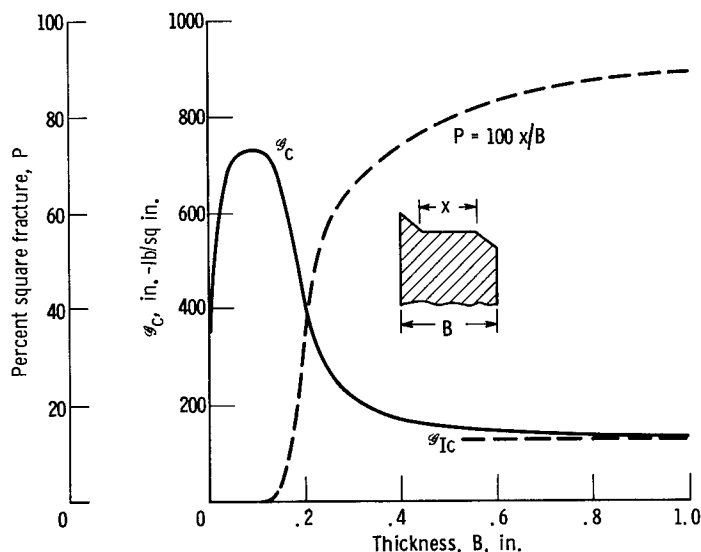 Percent square fracture, P
100
80
60
40
20
0
𝒢C, in. -lb/sq in.
1000
800
600
400
200
𝒢C
P = 100 x/B
x
B
𝒢Ic
0 .2 .4 .6 .8 1.0
Thickness, B, in.